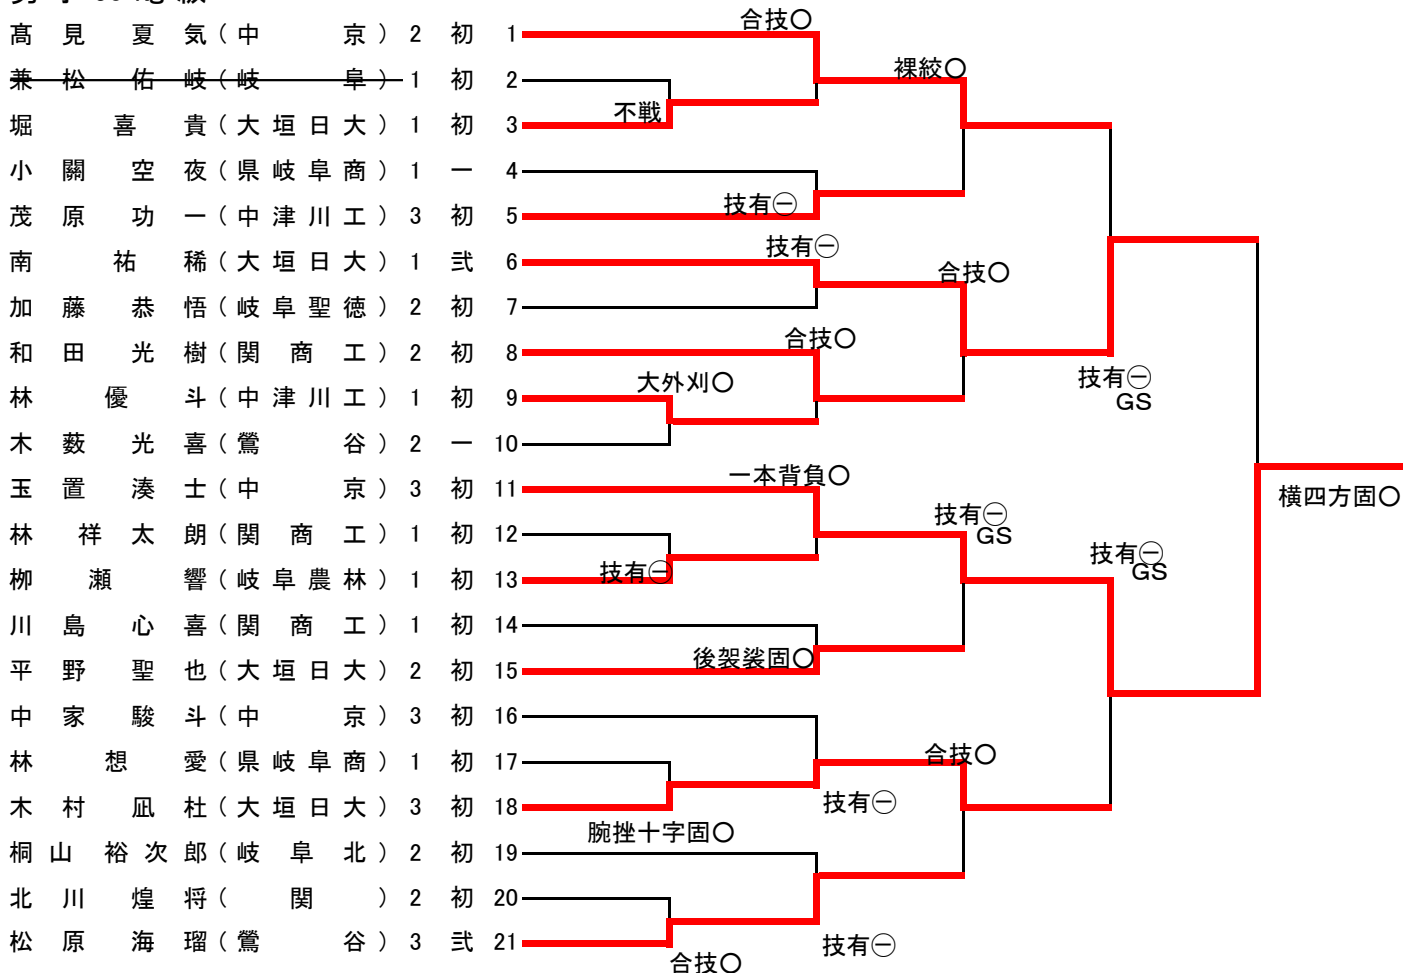 髙見夏気(中京) 2 初 1
兼松佑岐(岐阜) 1 初 2
堀喜貴(大垣日大) 1 初 3
小關空夜(県岐阜商) 1 一 4
茂原功一(中津川工) 3 初 5
南祐稀(大垣日大) 1 弐 6
加藤恭悟(岐阜聖徳) 2 初 7
和田光樹(関商工) 2 初 8
林優斗(中津川工) 1 初 9
木薮光喜(鶯谷) 2 一 10
玉置湊士(中京) 3 初 11
林祥太朗(関商工) 1 初 12
栁瀬響(岐阜農林) 1 初 13
川島心喜(関商工) 1 初 14
平野聖也(大垣日大) 2 初 15
中家駿斗(中京) 3 初 16
林想愛(県岐阜商) 1 初 17
木村凪杜(大垣日大) 3 初 18
桐山裕次郎(岐阜北) 2 初 19
北川煌将(関) 2 初 20
松原海瑠(鶯谷) 3 弐 21
合技〇
裸絞〇
不戦
技有㊀
技有㊀
合技〇
合技〇
大外刈〇
技有㊀
GS
一本背負〇
横四方固〇
技有㊀
GS
技有㊀
GS
技有㊀
後袈裟固〇
合技〇
技有㊀
腕挫十字固〇
技有㊀
合技〇